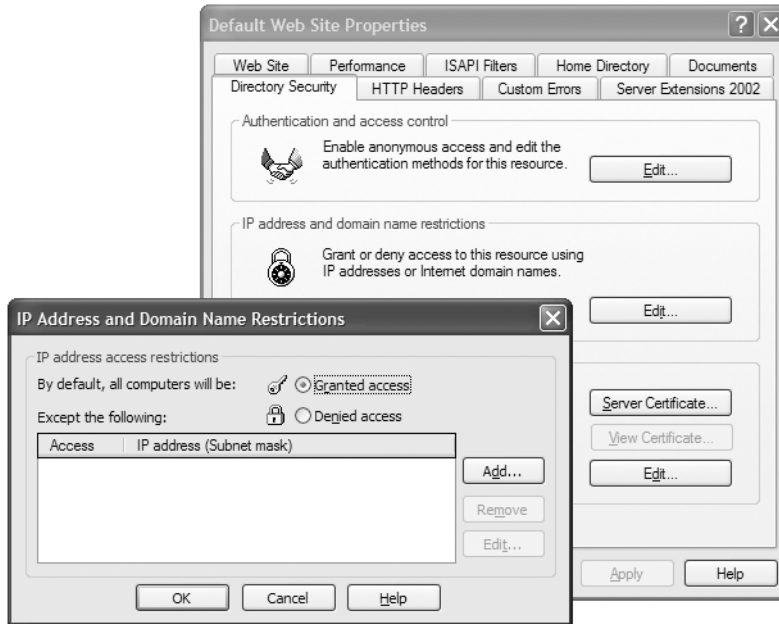 Default Web Site Properties
Web Site Performance ISAPI Filters Home Directory Documents
Directory Security HTTP Headers Custom Errors Server Extensions 2002
Authentication and access control
Enable anonymous access and edit the
authentication methods for this resource.
Edit...
IP address and domain name restrictions
Grant or deny access to this resource using
IP addresses or Internet domain names.
Edit...
Server Certificate...
View Certificate...
Edit...
Apply Help
IP Address and Domain Name Restrictions
IP address access restrictions
By default, all computers will be: Granted access
Except the following: Denied access
Access IP address (Subnet mask)
Add...
Remove
Edit...
OK Cancel Help